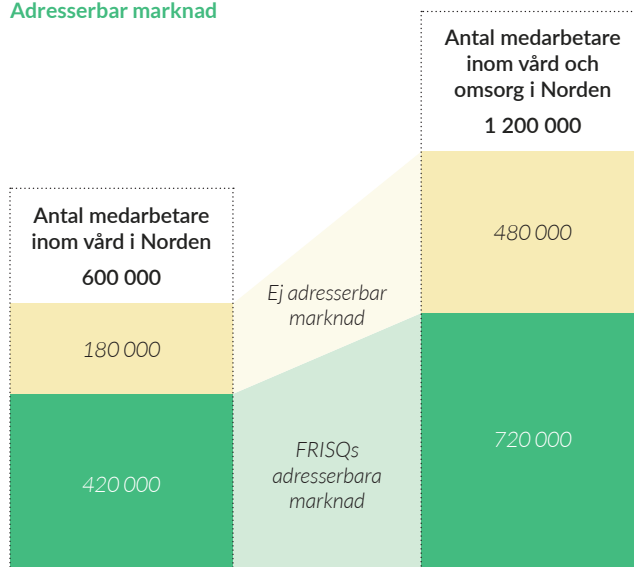 Adresserbar marknad
Antal medarbetare
inom vård i Norden
600 000
180 000
420 000
Ej adresserbar
marknad
FRISQs
adresserbara
marknad
Antal medarbetare
inom vård och
omsorg i Norden
1 200 000
480 000
720 000